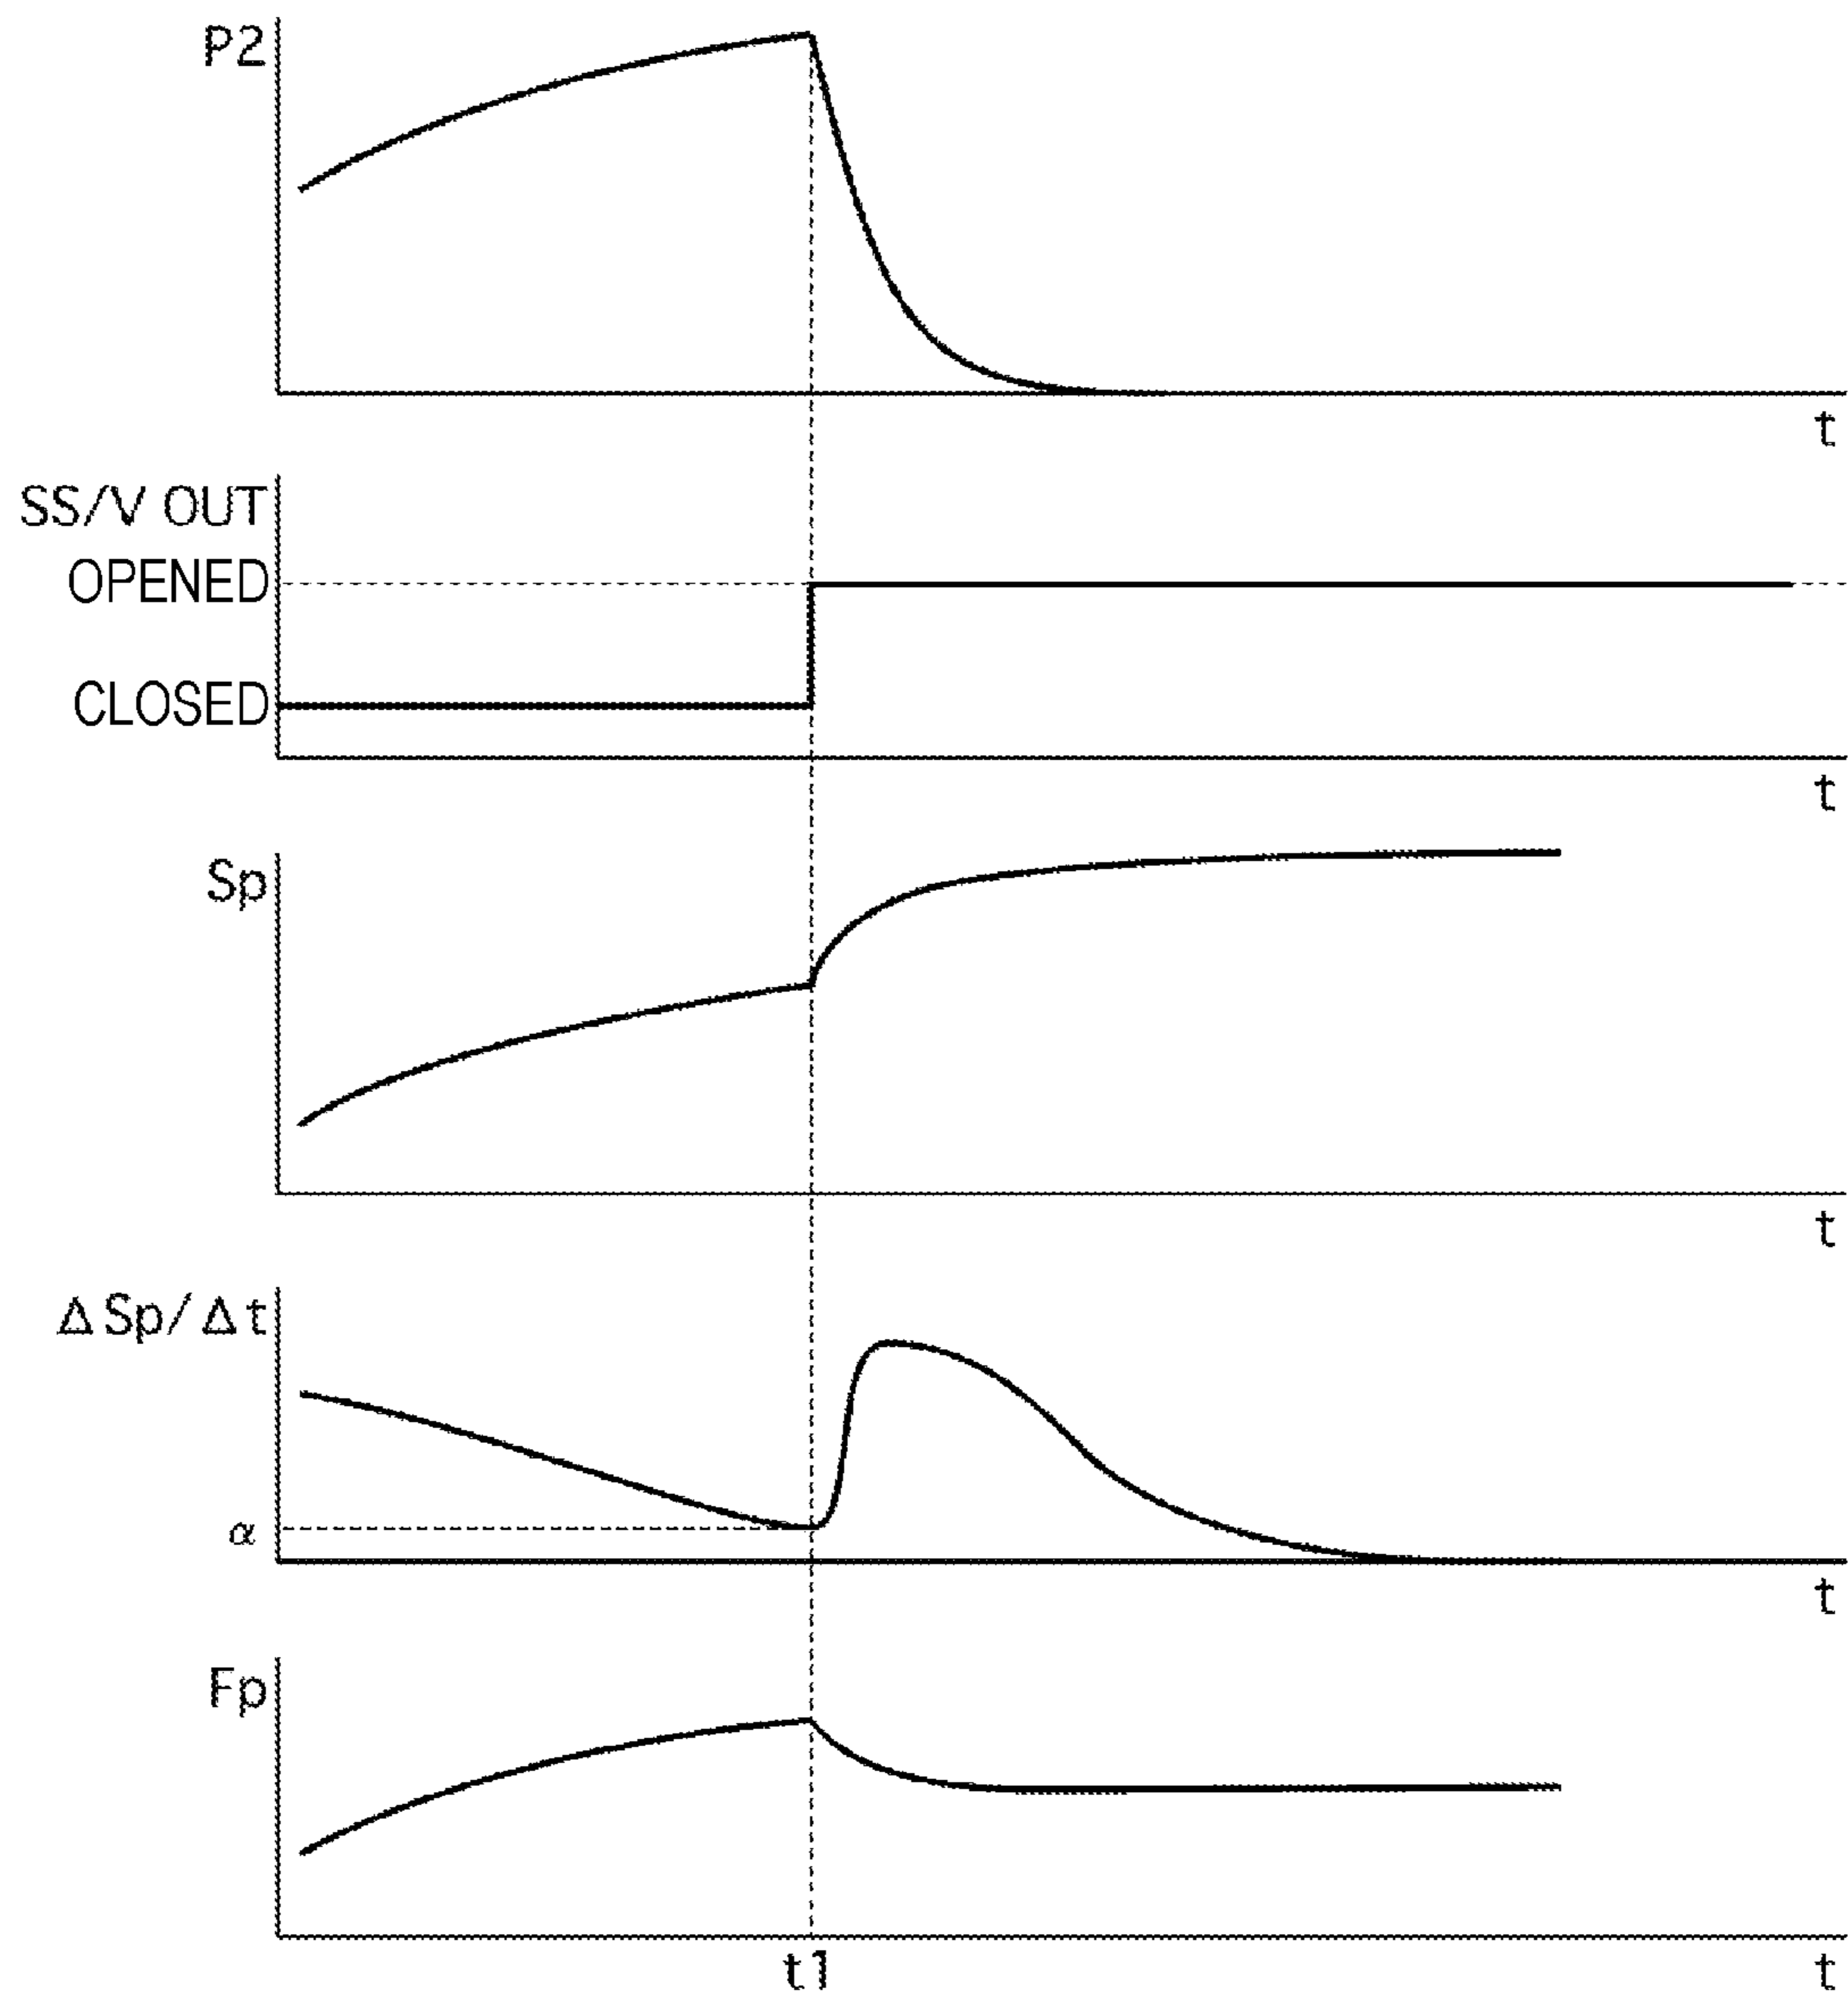 P2
t
SS/V OUT
OPENED
CLOSED
t
Sp
t
ΔSp/Δt
α
t
Fp
t1
t